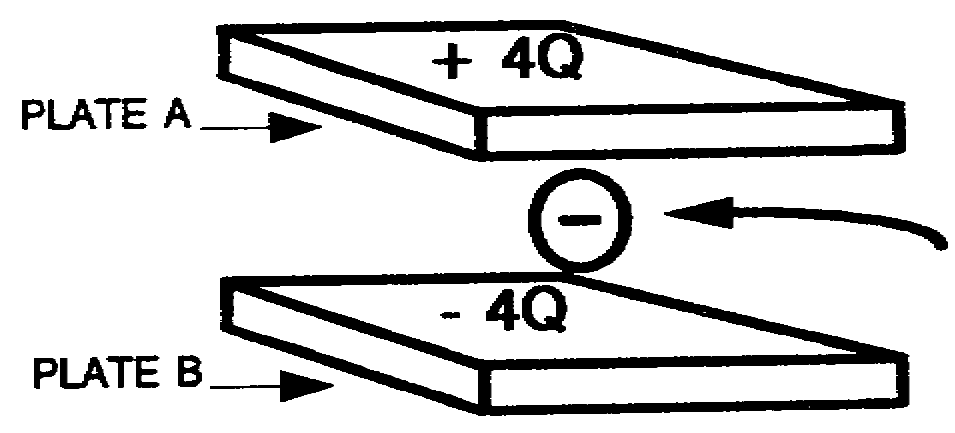 + 4Q
PLATE A
−
- 4Q
PLATE B